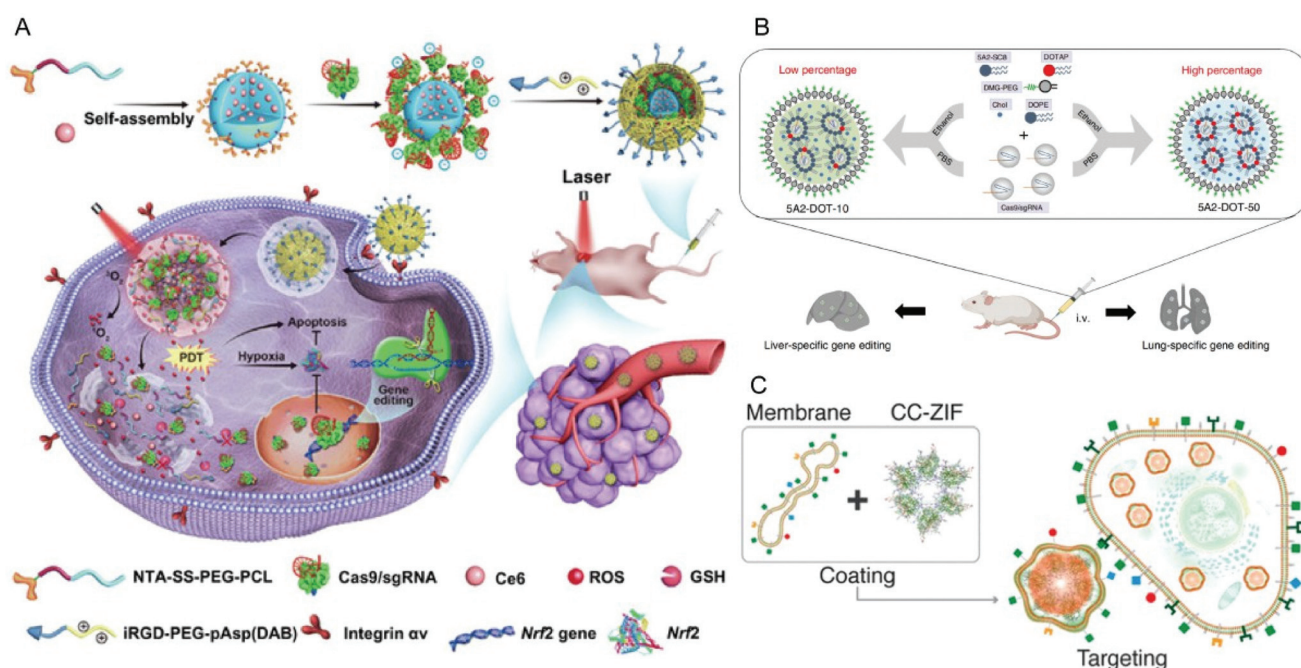 A
Self-assembly
Laser
¹O₂
³O₂
PDT
Apoptosis
Hypoxia
Gene
editing
NTA-SS-PEG-PCL
Cas9/sgRNA
Ce6
ROS
GSH
iRGD-PEG-pAsp(DAB)
Integrin αv
Nrf2 gene
Nrf2
B
Low percentage
5A2-SC8
DOTAP
High percentage
DMG-PEG
Chol
DOPE
Ethanol
Ethanol
+
PBS
PBS
Cas9/sgRNA
5A2-DOT-10
5A2-DOT-50
i.v.
Liver-specific gene editing
Lung-specific gene editing
C
Membrane
CC-ZIF
+
Coating
Targeting